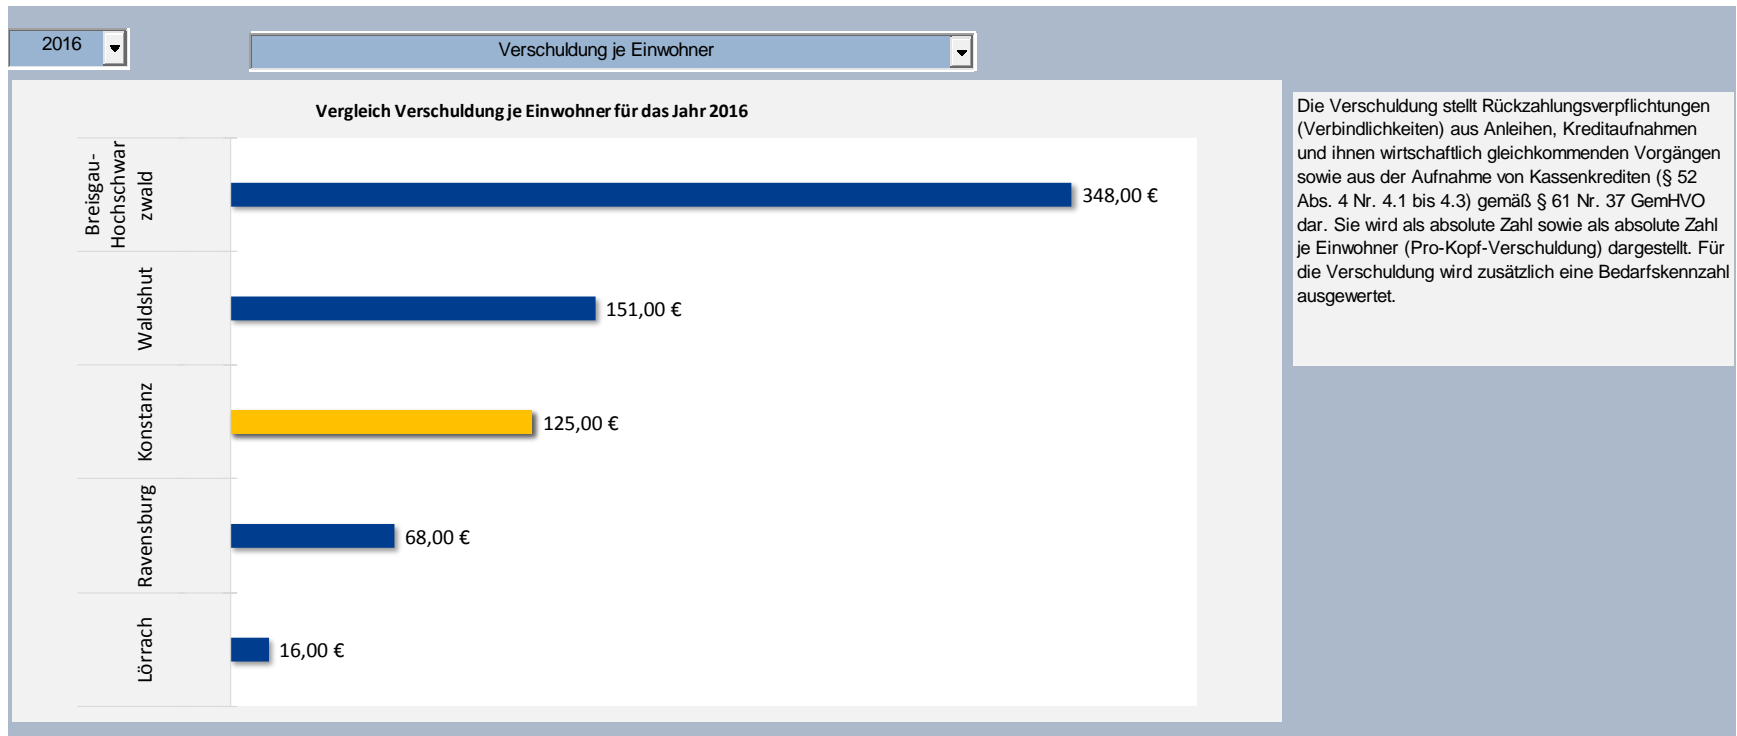 2016
Verschuldung je Einwohner
Vergleich Verschuldung je Einwohner für das Jahr 2016
Breisgau-
Hochschwar
zwald
348,00 €
Waldshut
151,00 €
Konstanz
125,00 €
Ravensburg
68,00 €
Lörrach
16,00 €
Die Verschuldung stellt Rückzahlungsverpflichtungen
(Verbindlichkeiten) aus Anleihen, Kreditaufnahmen
und ihnen wirtschaftlich gleichkommenden Vorgängen
sowie aus der Aufnahme von Kassenkrediten (§ 52
Abs. 4 Nr. 4.1 bis 4.3) gemäß § 61 Nr. 37 GemHVO
dar. Sie wird als absolute Zahl sowie als absolute Zahl
je Einwohner (Pro-Kopf-Verschuldung) dargestellt. Für
die Verschuldung wird zusätzlich eine Bedarfskennzahl
ausgewertet.